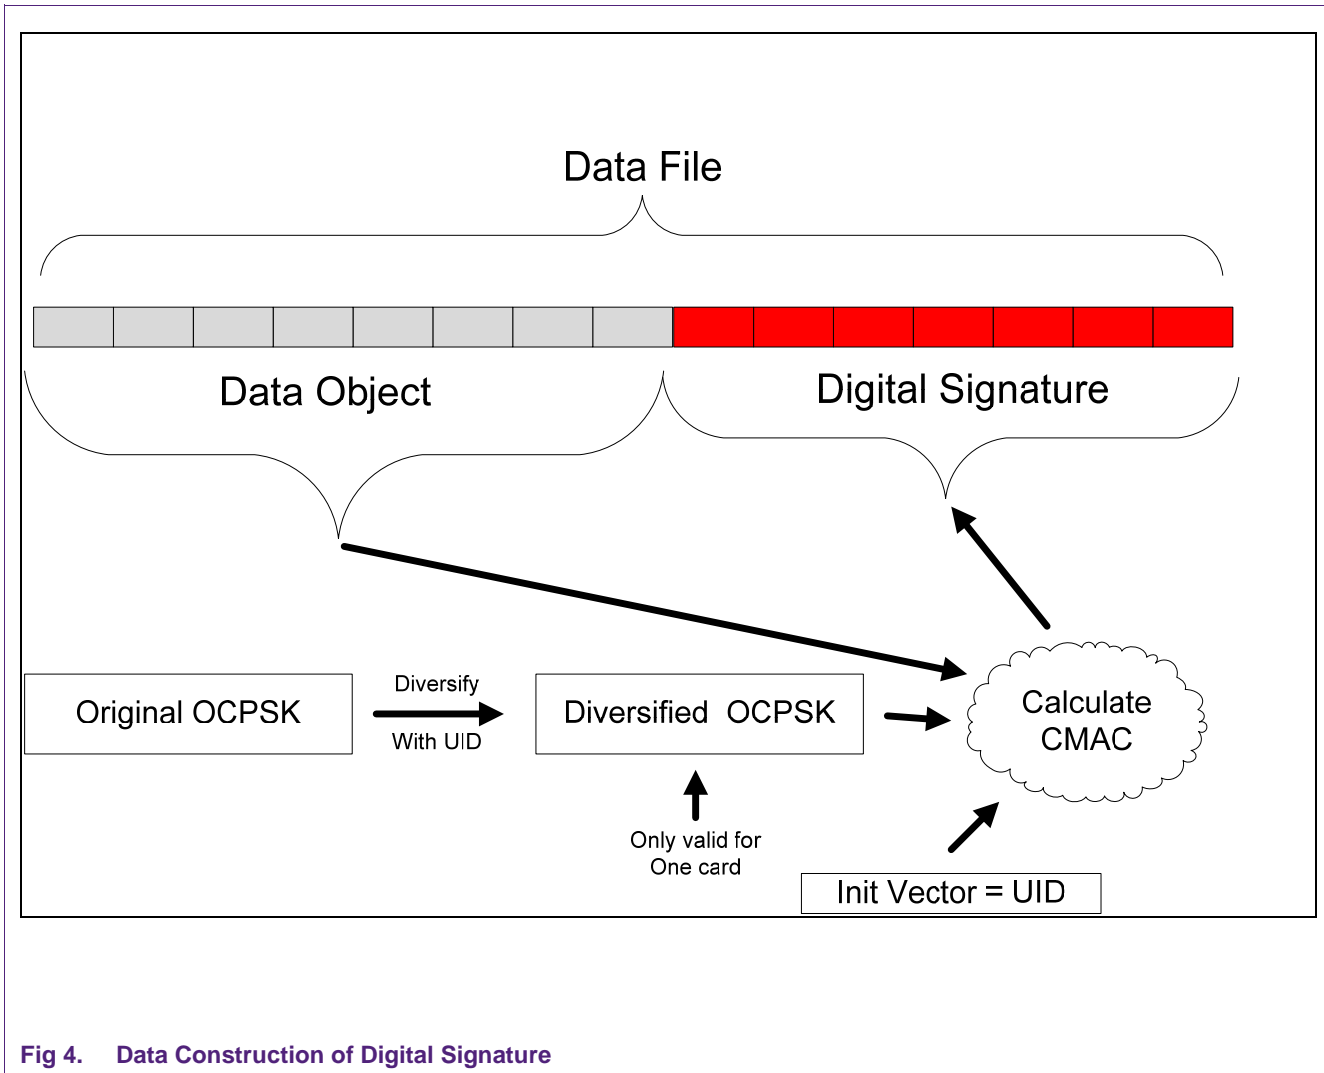 Data File
Data Object
Digital Signature
Original OCPSK
Diversify
With UID
Diversified OCPSK
Calculate
CMAC
Only valid for
One card
Init Vector = UID
Fig 4. Data Construction of Digital Signature